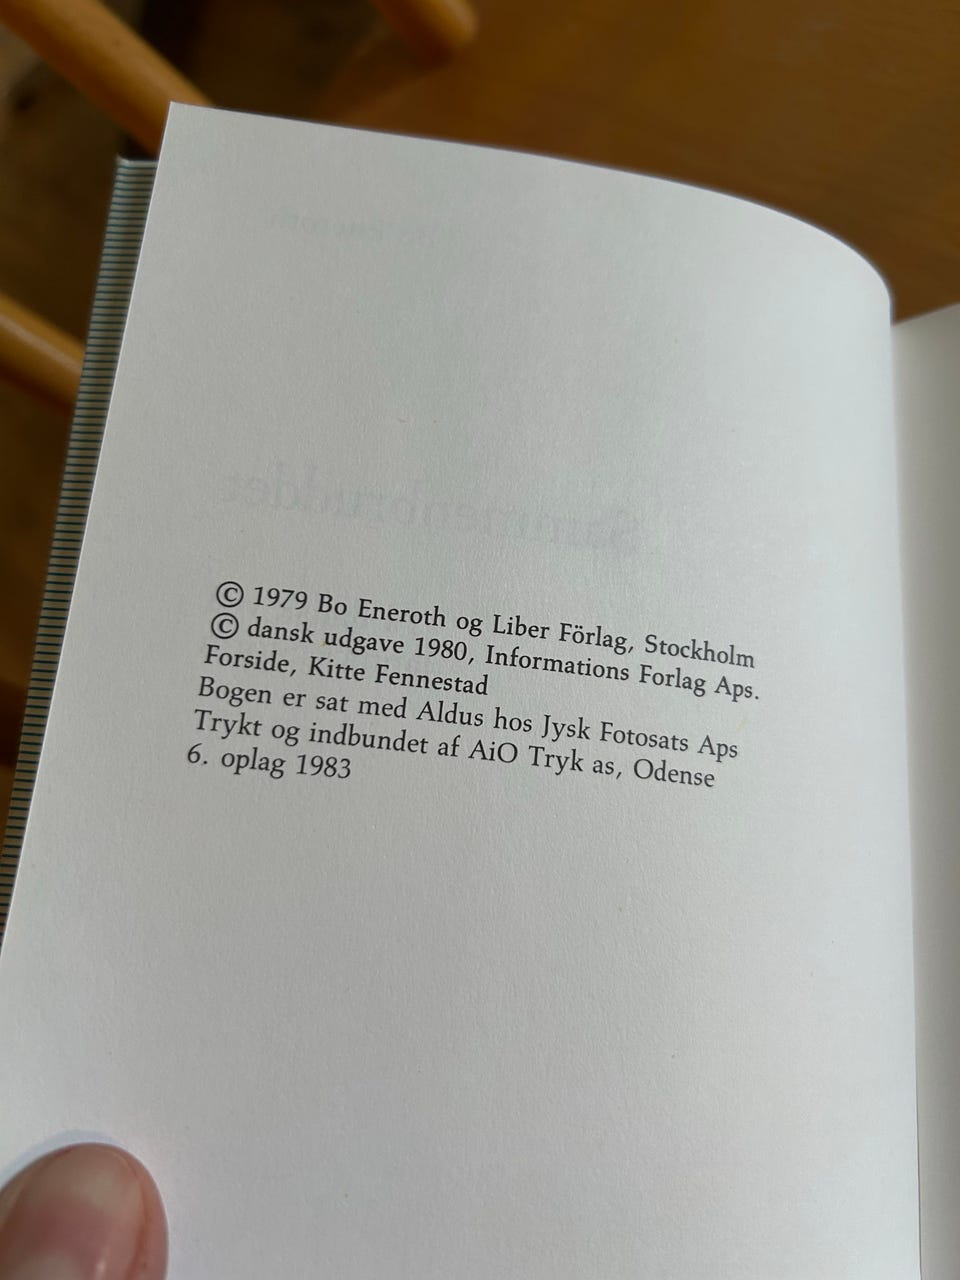 © 1979 Bo Eneroth og Liber Förlag, Stockholm
© dansk udgave 1980, Informations Forlag Aps.
Forside, Kitte Fennestad
Bogen er sat med Aldus hos Jysk Fotosats Aps
Trykt og indbundet af AiO Tryk as, Odense
6. oplag 1983